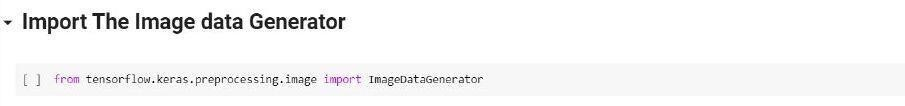 Import The Image data Generator
[ ] from tensorflow.keras.preprocessing.image import ImageDataGenerator